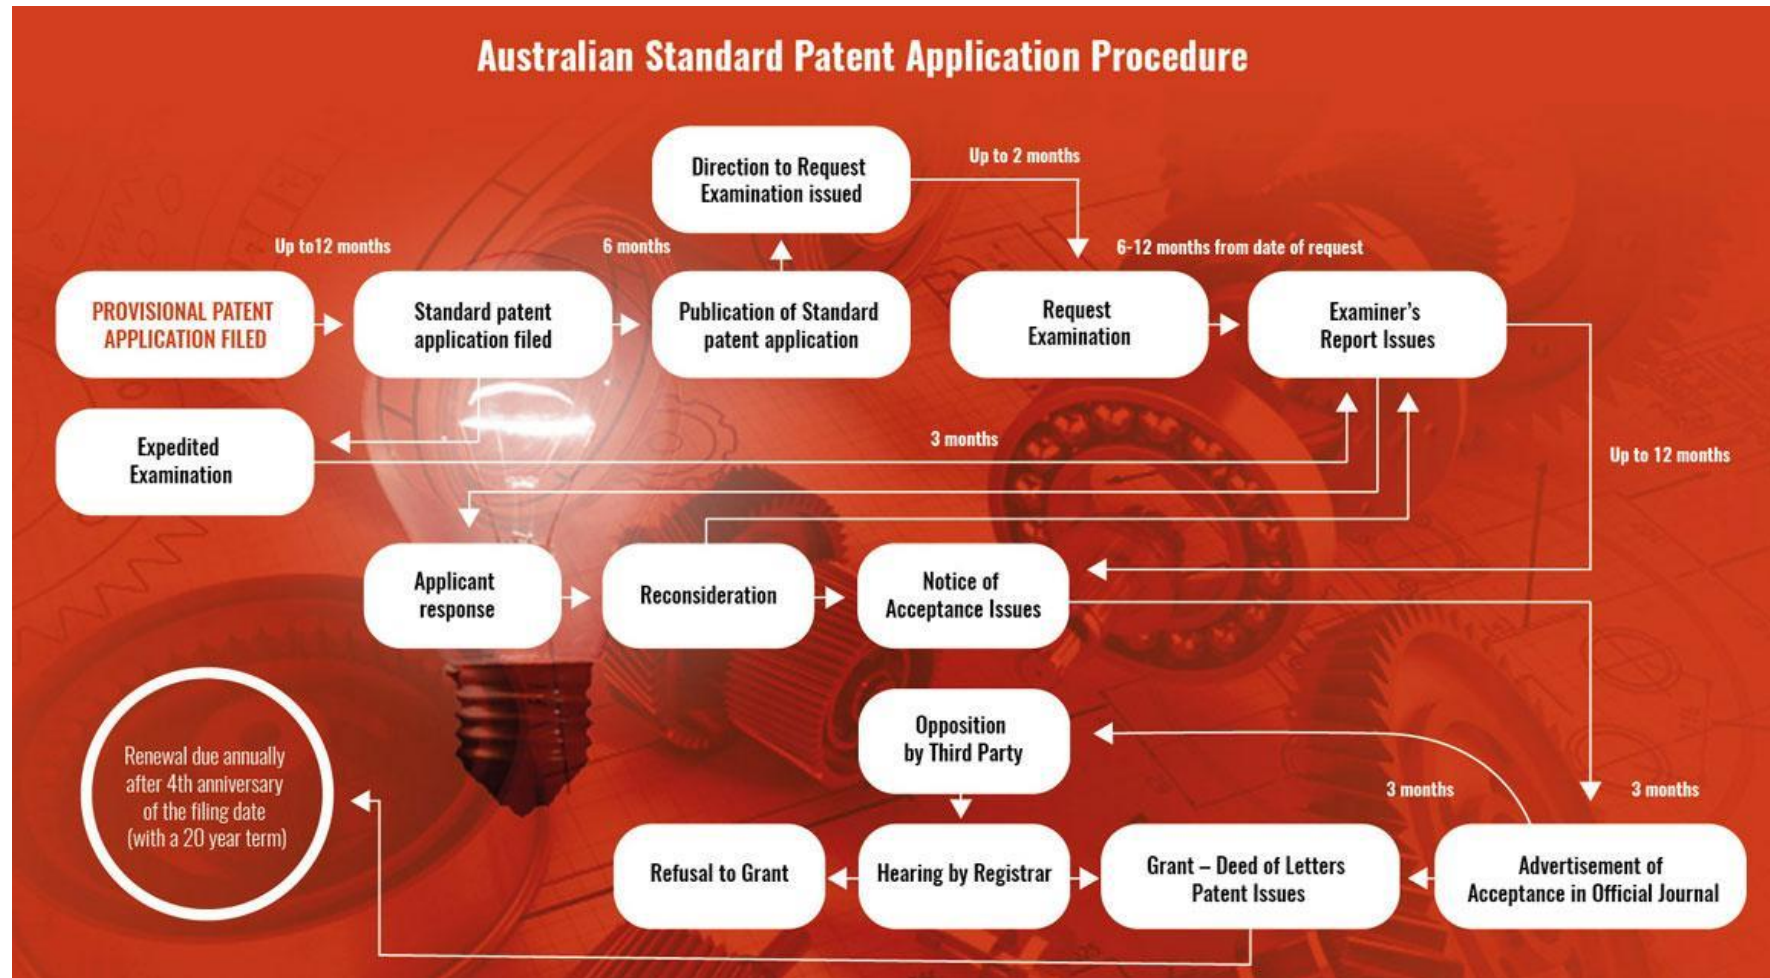 Australian Standard Patent Application Procedure
Direction to Request
Examination issued
Up to 2 months
Up to12 months
6 months
6-12 months from date of request
PROVISIONAL PATENT
APPLICATION FILED
Standard patent
application filed
Publication of Standard
patent application
Request
Examination
Examiner's
Report Issues
Expedited
Examination
3 months
Up to 12 months
Applicant
response
Reconsideration
Notice of
Acceptance Issues
Opposition
by Third Party
Renewal due annually
after 4th anniversary
of the filing date
(with a 20 year term)
3 months
3 months
Refusal to Grant
Hearing by Registrar
Grant – Deed of Letters
Patent Issues
Advertisement of
Acceptance in Official Journal